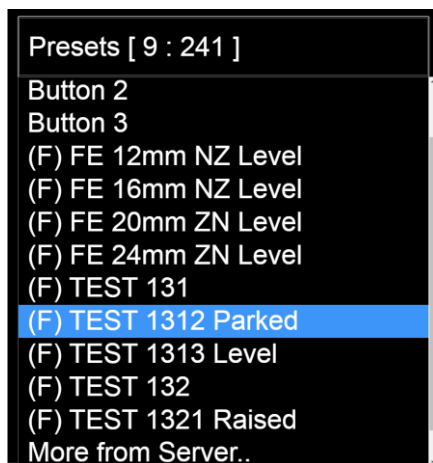 Presets [ 9 : 241 ]
Button 2
Button 3
(F) FE 12mm NZ Level
(F) FE 16mm NZ Level
(F) FE 20mm ZN Level
(F) FE 24mm ZN Level
(F) TEST 131
(F) TEST 1312 Parked
(F) TEST 1313 Level
(F) TEST 132
(F) TEST 1321 Raised
More from Server..